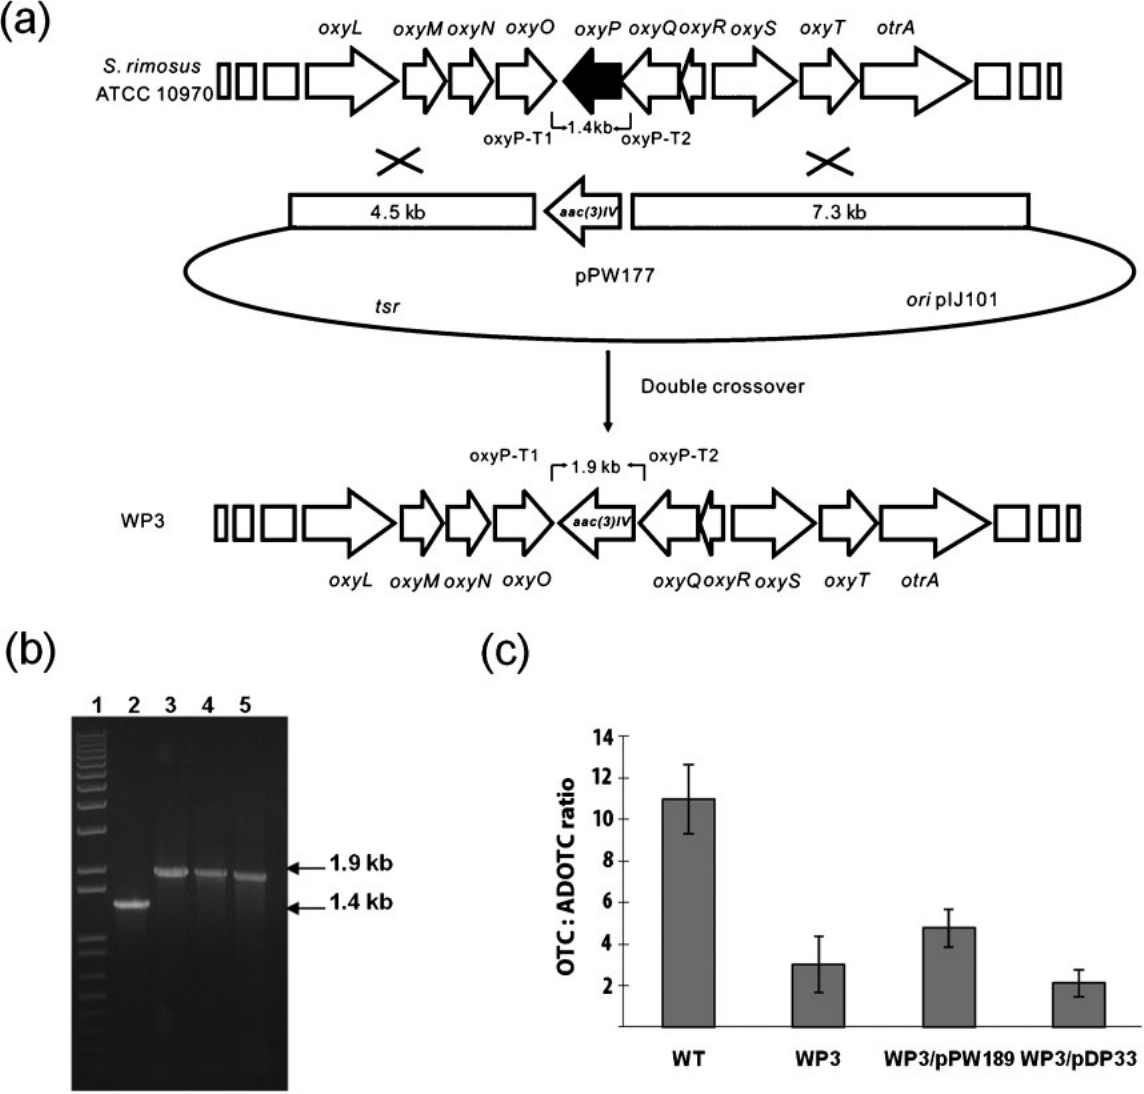 (a)
oxyL oxyM oxyN oxyO oxyP oxyQ oxyR oxyS oxyT otrA
S. rimosus
ATCC 10970
oxyP-T1 1.4kb oxyP-T2
4.5 kb aac(3)IV 7.3 kb
pPW177
tsr ori pIJ101
Double crossover
oxyP-T1 1.9 kb oxyP-T2
WP3 aac(3)IV
oxyL oxyM oxyN oxyO oxyQ oxyR oxyS oxyT otrA
(b)
1 2 3 4 5
1.9 kb
1.4 kb
(c)
OTC : ADOTC ratio
14
12
10
8
6
4
2
WT WP3 WP3/pPW189 WP3/pDP33